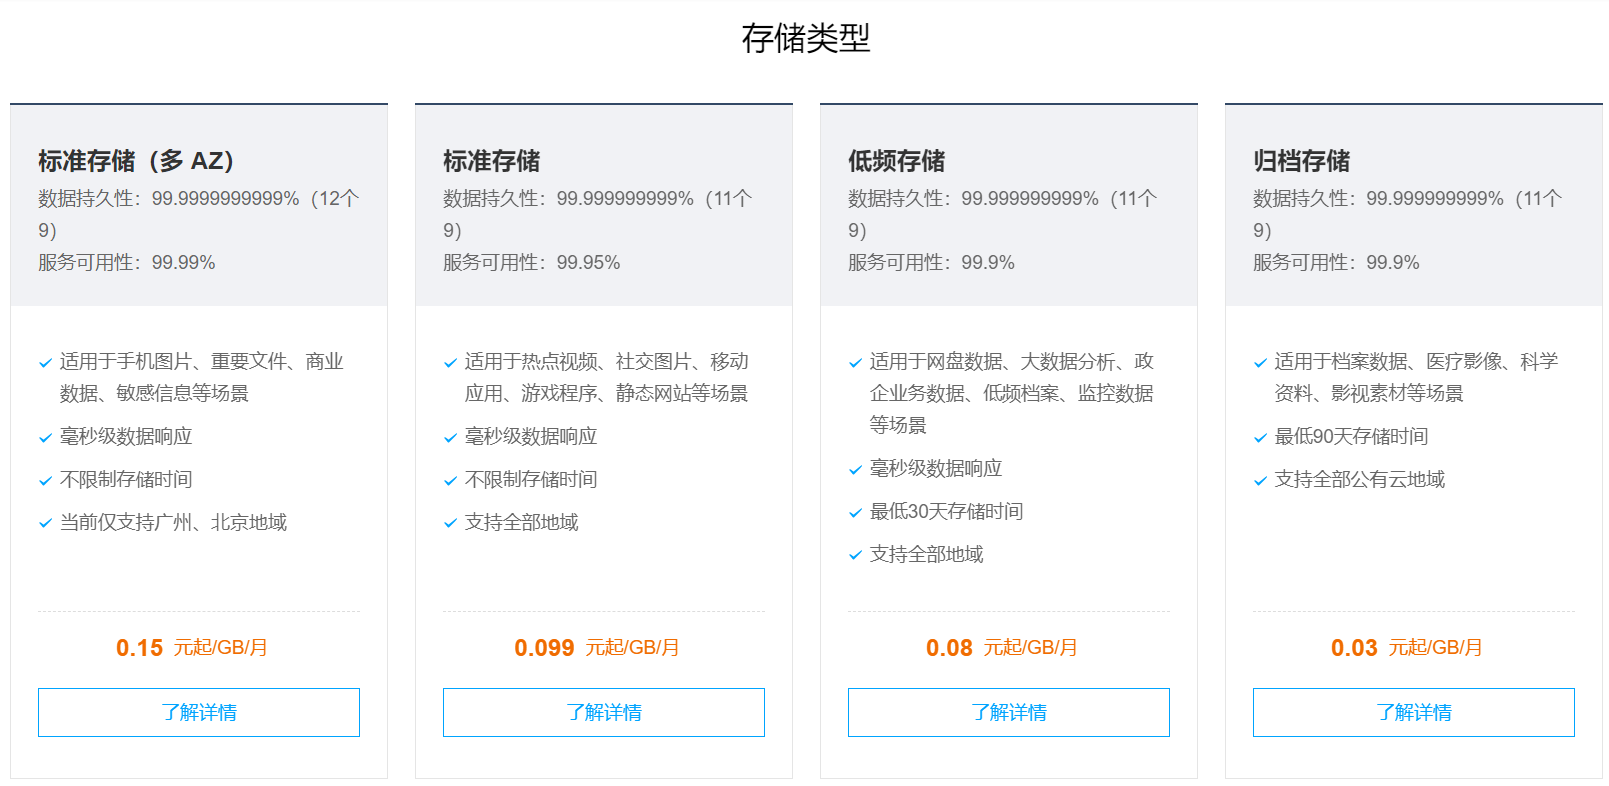 存储类型
标准存储（多 AZ）
数据持久性：99.9999999999%（12个
9）
服务可用性：99.99%
适用于手机图片、重要文件、商业
数据、敏感信息等场景
毫秒级数据响应
不限制存储时间
当前仅支持广州、北京地域
0.15 元起/GB/月
了解详情
标准存储
数据持久性：99.999999999%（11个
9）
服务可用性：99.95%
适用于热点视频、社交图片、移动
应用、游戏程序、静态网站等场景
毫秒级数据响应
不限制存储时间
支持全部地域
0.099 元起/GB/月
了解详情
低频存储
数据持久性：99.999999999%（11个
9）
服务可用性：99.9%
适用于网盘数据、大数据分析、政
企业务数据、低频档案、监控数据
等场景
毫秒级数据响应
最低30天存储时间
支持全部地域
0.08 元起/GB/月
了解详情
归档存储
数据持久性：99.999999999%（11个
9）
服务可用性：99.9%
适用于档案数据、医疗影像、科学
资料、影视素材等场景
最低90天存储时间
支持全部公有云地域
0.03 元起/GB/月
了解详情